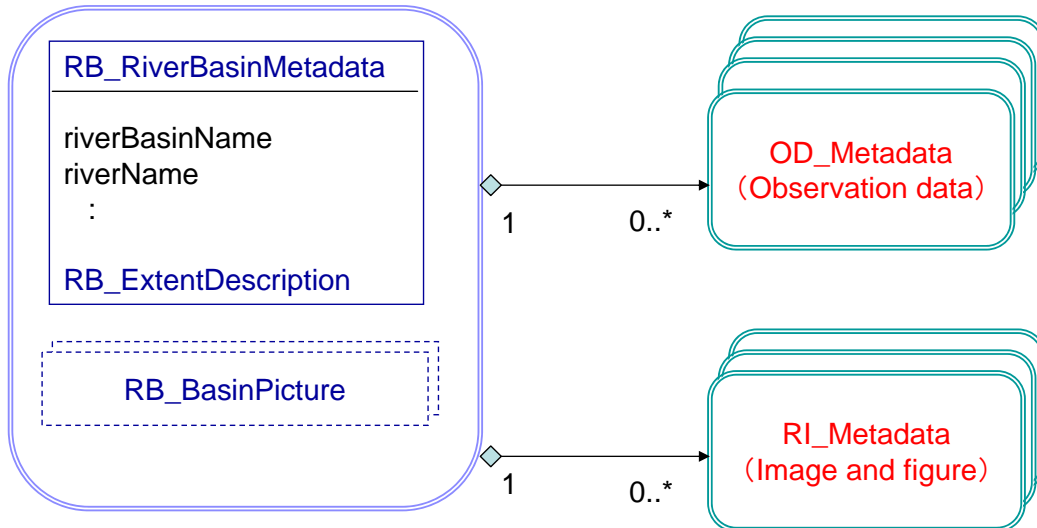 RB_RiverBasinMetadata
riverBasinName
riverName
:
RB_ExtentDescription
RB_BasinPicture
1
0..*
OD_Metadata
（Observation data）
1
0..*
RI_Metadata
（Image and figure）